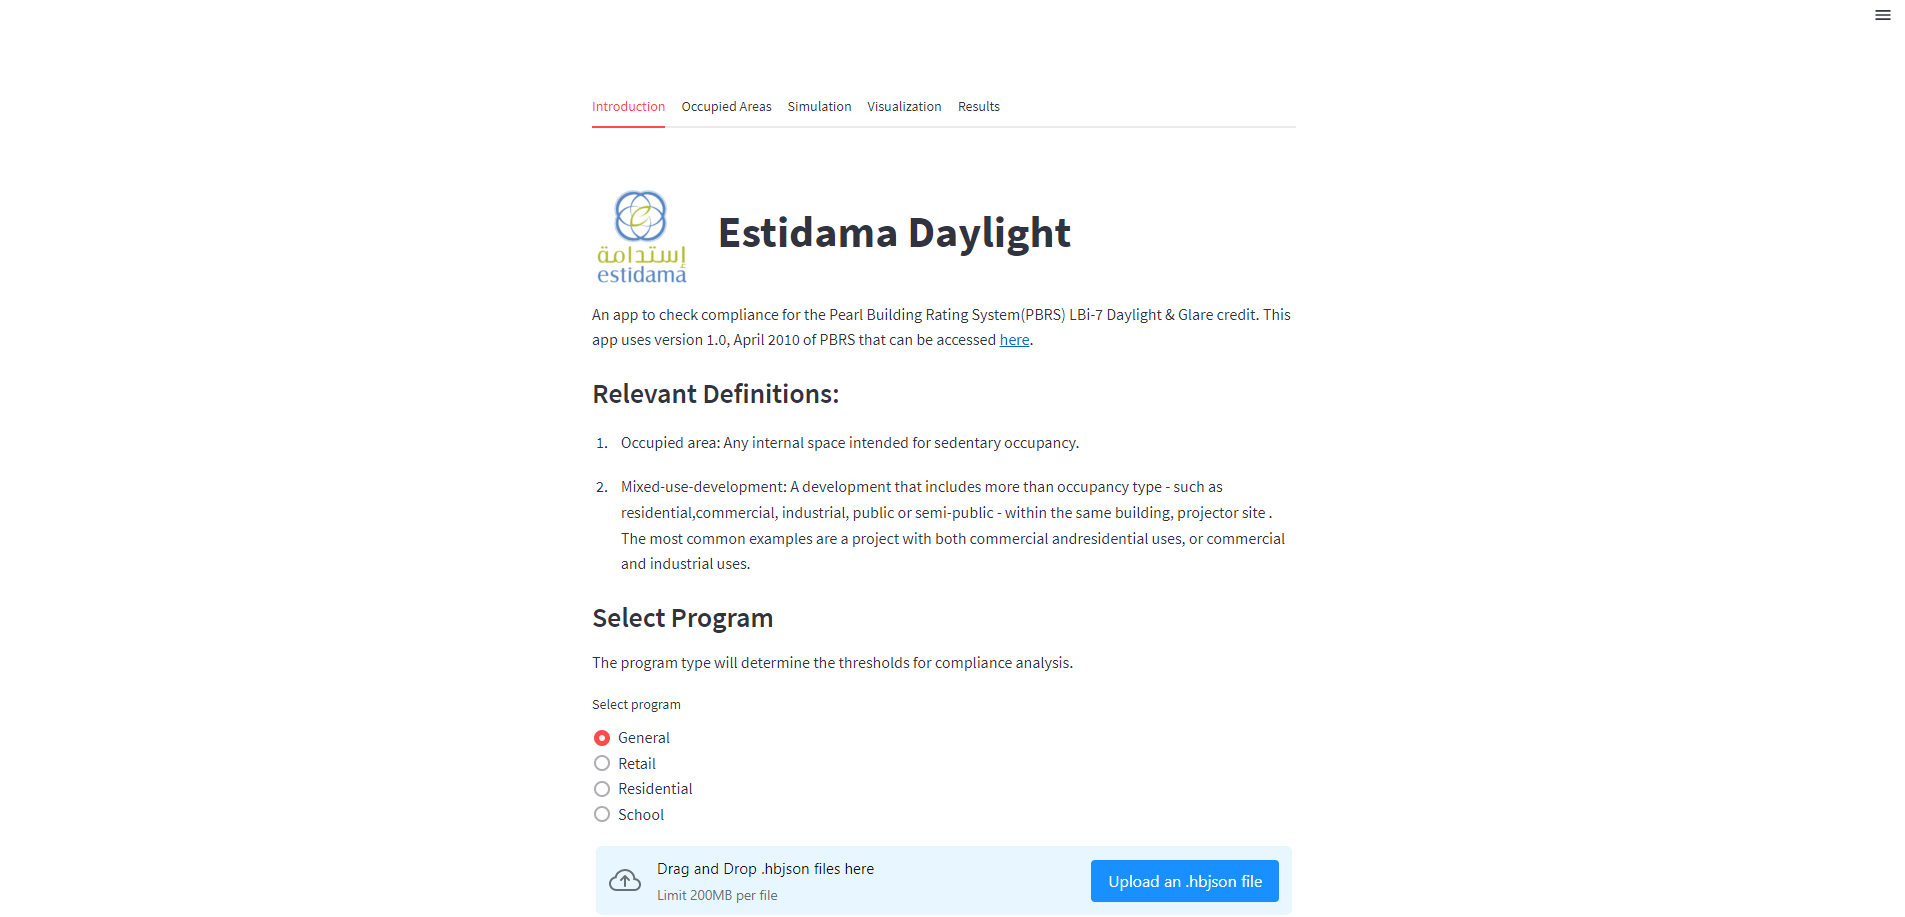 Introduction Occupied Areas Simulation Visualization Results
إستدامة
estidama
Estidama Daylight
An app to check compliance for the Pearl Building Rating System(PBRS) LBi-7 Daylight & Glare credit. This
app uses version 1.0, April 2010 of PBRS that can be accessed here.
Relevant Definitions:
1. Occupied area: Any internal space intended for sedentary occupancy.
2. Mixed-use-development: A development that includes more than occupancy type - such as
residential,commercial, industrial, public or semi-public - within the same building, projector site .
The most common examples are a project with both commercial andresidential uses, or commercial
and industrial uses.
Select Program
The program type will determine the thresholds for compliance analysis.
Select program
General
Retail
Residential
School
Drag and Drop .hbjson files here
Limit 200MB per file
Upload an .hbjson file